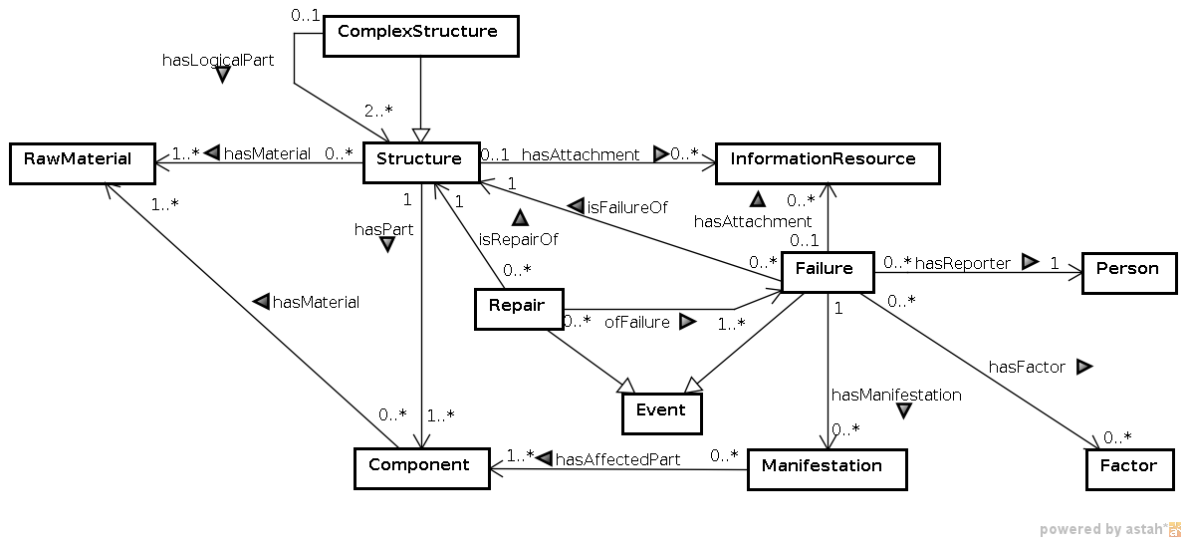 0..1
ComplexStructure
hasLogicalPart
2..*
RawMaterial
1..*
hasMaterial
0..*
Structure
0..1
hasAttachment
0..*
InformationResource
1..*
1
1
1
isFailureOf
0..*
hasAttachment
0..1
hasPart
isRepairOf
0..*
0..*
Failure
0..*
hasReporter
1
Person
hasMaterial
Repair
0..*
ofFailure
1..*
1
0..*
hasFactor
hasManifestation
0..*
1..*
Event
0..*
0..*
Component
1..*
hasAffectedPart
0..*
Manifestation
Factor
powered by astah*